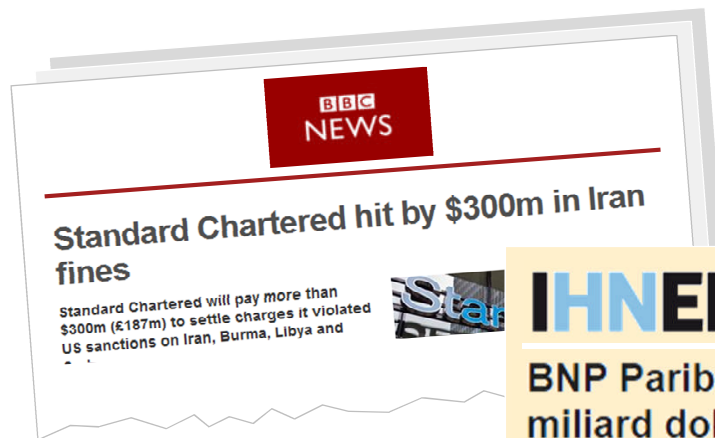 BBC
NEWS
Standard Chartered hit by $300m in Iran
fines
Standard Chartered will pay more than
$300m (£187m) to settle charges it violated
US sanctions on Iran, Burma, Libya and
Star
IHNE
BNP Parib
miliard dol